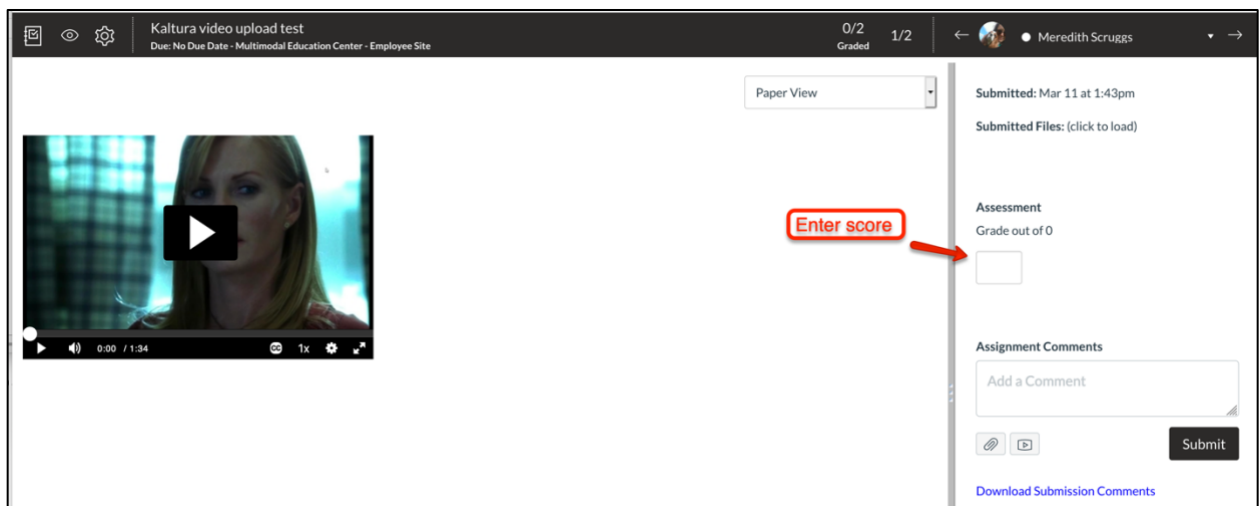 Kaltura video upload test
Due: No Due Date - Multimodal Education Center - Employee Site
0/2
Graded
1/2
Meredith Scruggs
Paper View
Submitted: Mar 11 at 1:43pm
Submitted Files: (click to load)
Enter score
Assessment
Grade out of 0
0:00 / 1:34
CC
1x
Assignment Comments
Add a Comment
Submit
Download Submission Comments